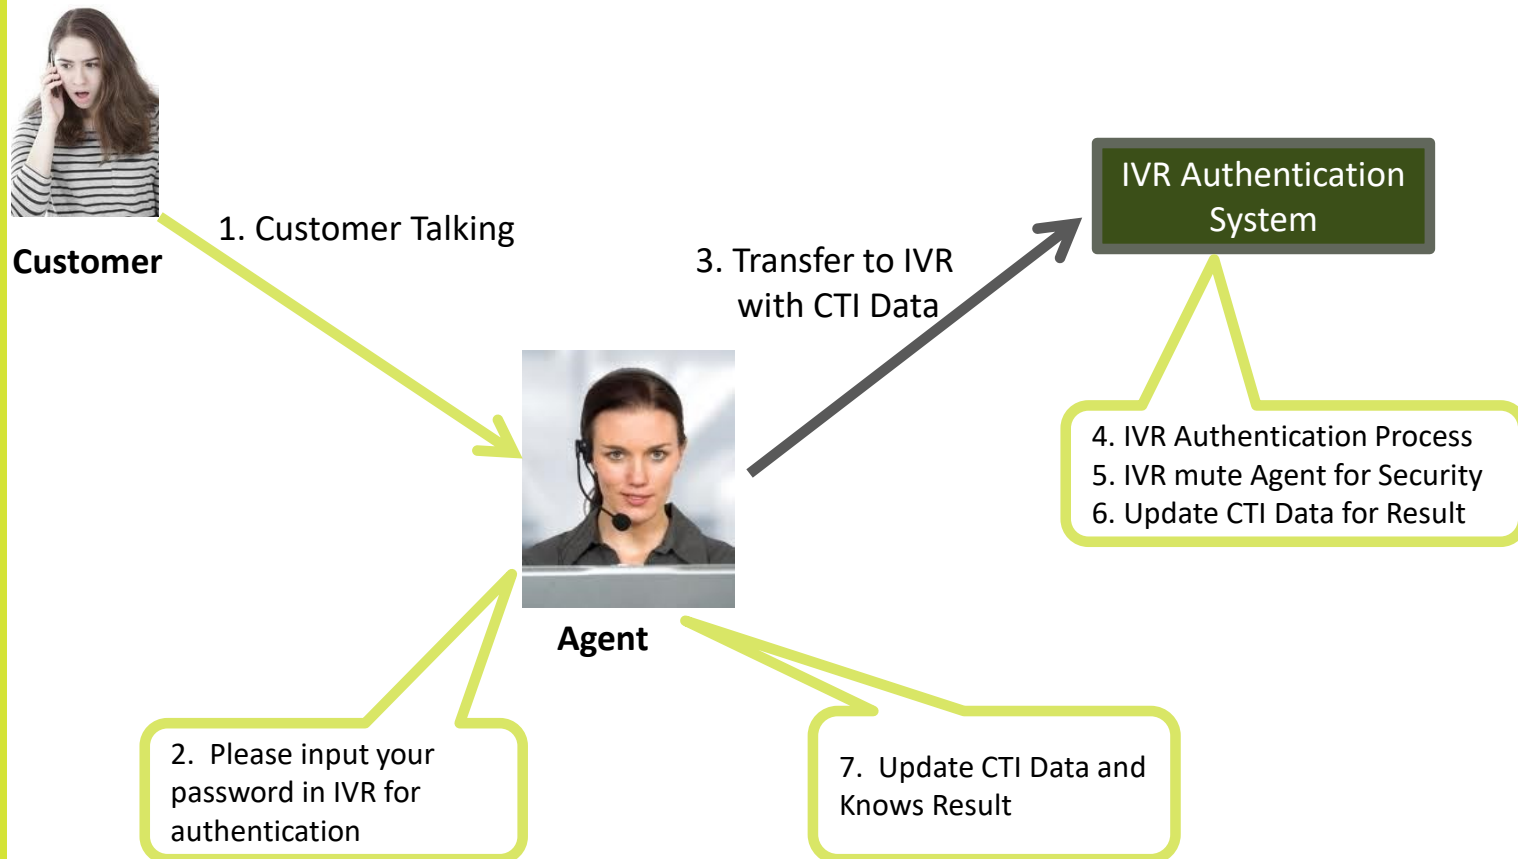 Customer
1. Customer Talking
3. Transfer to IVR
with CTI Data
IVR Authentication
System
4. IVR Authentication Process
5. IVR mute Agent for Security
6. Update CTI Data for Result
Agent
2. Please input your
password in IVR for
authentication
7. Update CTI Data and
Knows Result